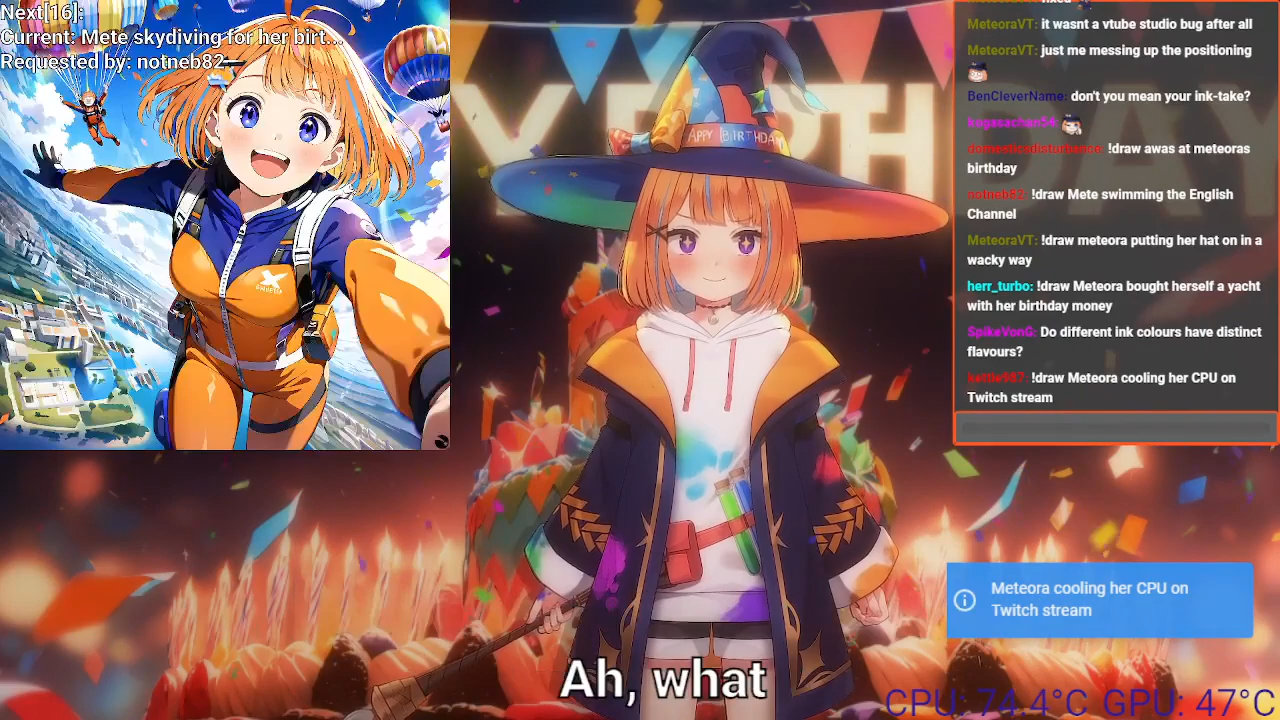 Next[16]:
Current: Mete skydiving for her birt...
Requested by: notneb82
APPY BIRTHDAY
MeteoraVT: it wasnt a vtube studio bug after all
MeteoraVT: just me messing up the positioning
BenCleverName: don't you mean your ink-take?
domesticdisturbance: !draw awas at meteoras
birthday
notneb82: !draw Mete swimming the English
Channel
MeteoraVT: !draw meteora putting her hat on in a
wacky way
herr_turbo: !draw Meteora bought herself a yacht
with her birthday money
SpikeVonG: Do different ink colours have distinct
flavours?
kettle987: !draw Meteora cooling her CPU on
Twitch stream
Meteora cooling her CPU on
Twitch stream
Ah, what
CPU: 74.4°C GPU: 47°C